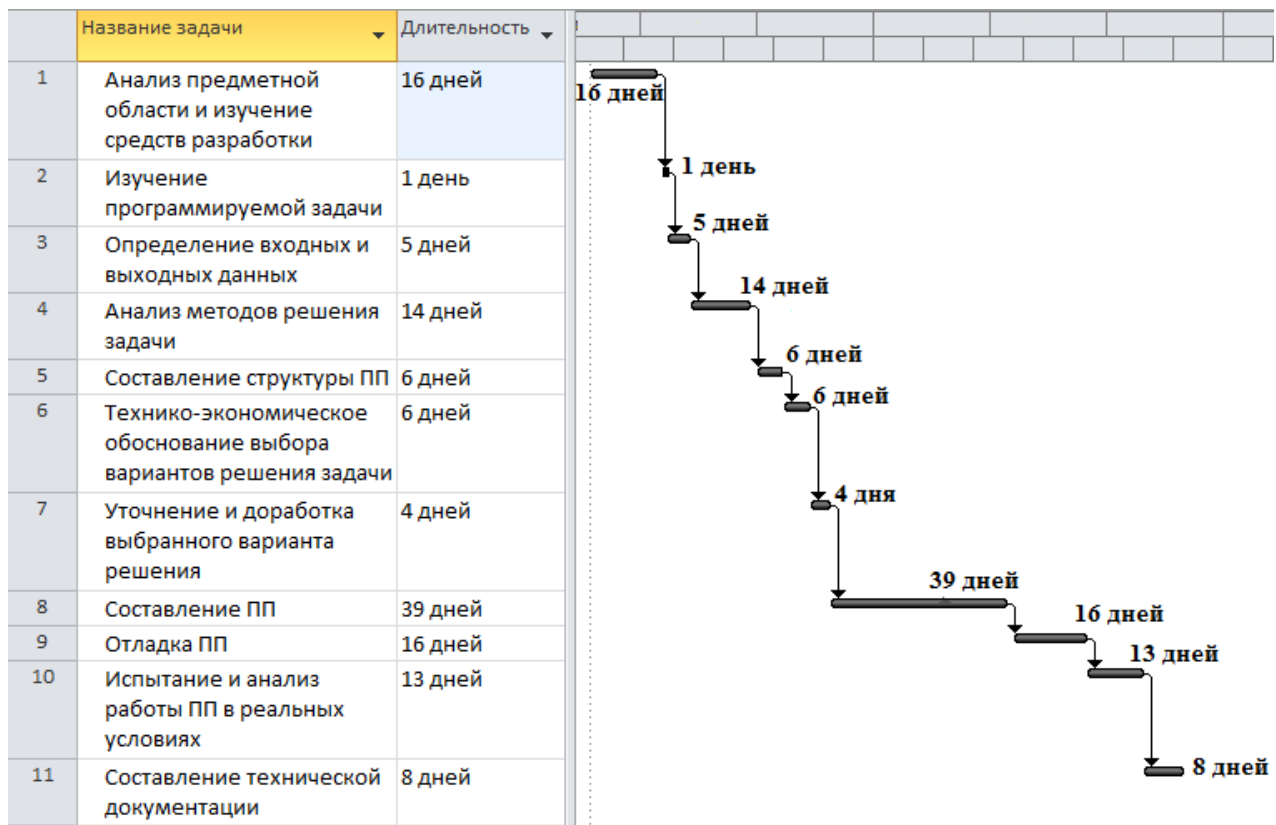 Название задачи
Длительность
1
Анализ предметной
области и изучение
средств разработки
16 дней
16 дней
2
Изучение
программируемой задачи
1 день
1 день
3
Определение входных и
выходных данных
5 дней
5 дней
4
Анализ методов решения
задачи
14 дней
14 дней
5
Составление структуры ПП
6 дней
6 дней
6
Технико-экономическое
обоснование выбора
вариантов решения задачи
6 дней
6 дней
7
Уточнение и доработка
выбранного варианта
решения
4 дней
4 дня
8
Составление ПП
39 дней
39 дней
9
Отладка ПП
16 дней
16 дней
10
Испытание и анализ
работы ПП в реальных
условиях
13 дней
13 дней
11
Составление технической
документации
8 дней
8 дней